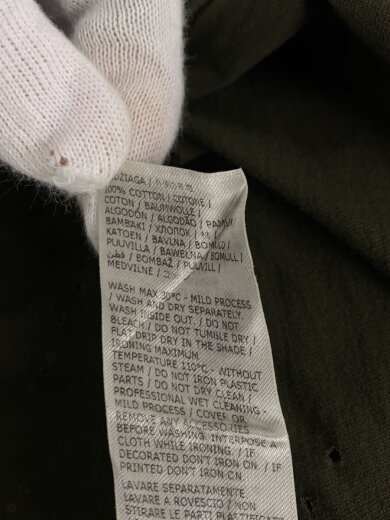 DŽIAGA /
100% COTTON / COTONE /
COTON / BAUMWOLLE /
ALGODÓN / ALGODÃO / PAMUK
BAMBAKI / ХЛОПОК /
KATOEN / BAVLNA / BOMULD /
PUUVILLA / BAWEŁNA / BOMULL /
قطن / BOMBAŽ / PUUVILL /
MEDVILNĖ /
WASH MAX 30°C - MILD PROCESS
/ WASH AND DRY SEPARATELY
WASH INSIDE OUT. / DO NOT
BLEACH / DO NOT TUMBLE DRY /
FLAT DRIP DRY IN THE SHADE /
IRONING MAXIMUM
TEMPERATURE 110°C - WITHOUT
STEAM / DO NOT IRON PLASTIC
PARTS / DO NOT DRY CLEAN /
PROFESSIONAL WET CLEANING -
MILD PROCESS / COVER OR
REMOVE ANY ACCESSORIES
BEFORE WASHING. INTERPOSE A
CLOTH WHILE IRONING. / IF
DECORATED DON'T IRON ON / IF
PRINTED DON'T IRON ON
LAVARE SEPARATAMENTE
LAVARE A ROVESCIO / NON
STIRARE LE PARTI